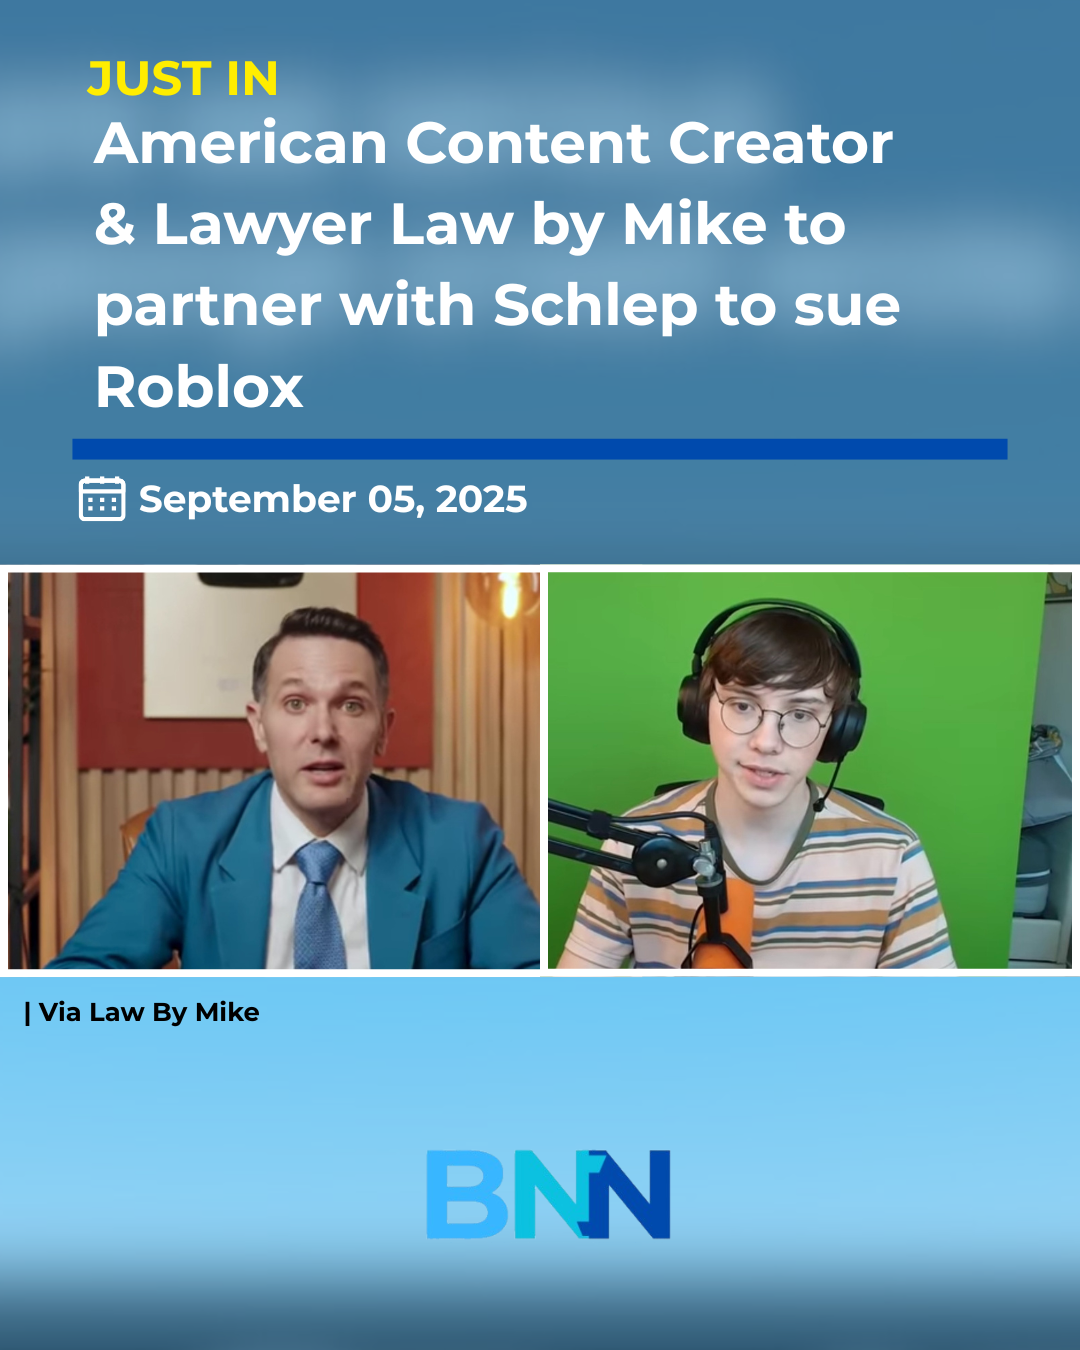 JUST IN
American Content Creator
& Lawyer Law by Mike to
partner with Schlep to sue
Roblox
September 05, 2025
| Via Law By Mike
BNN